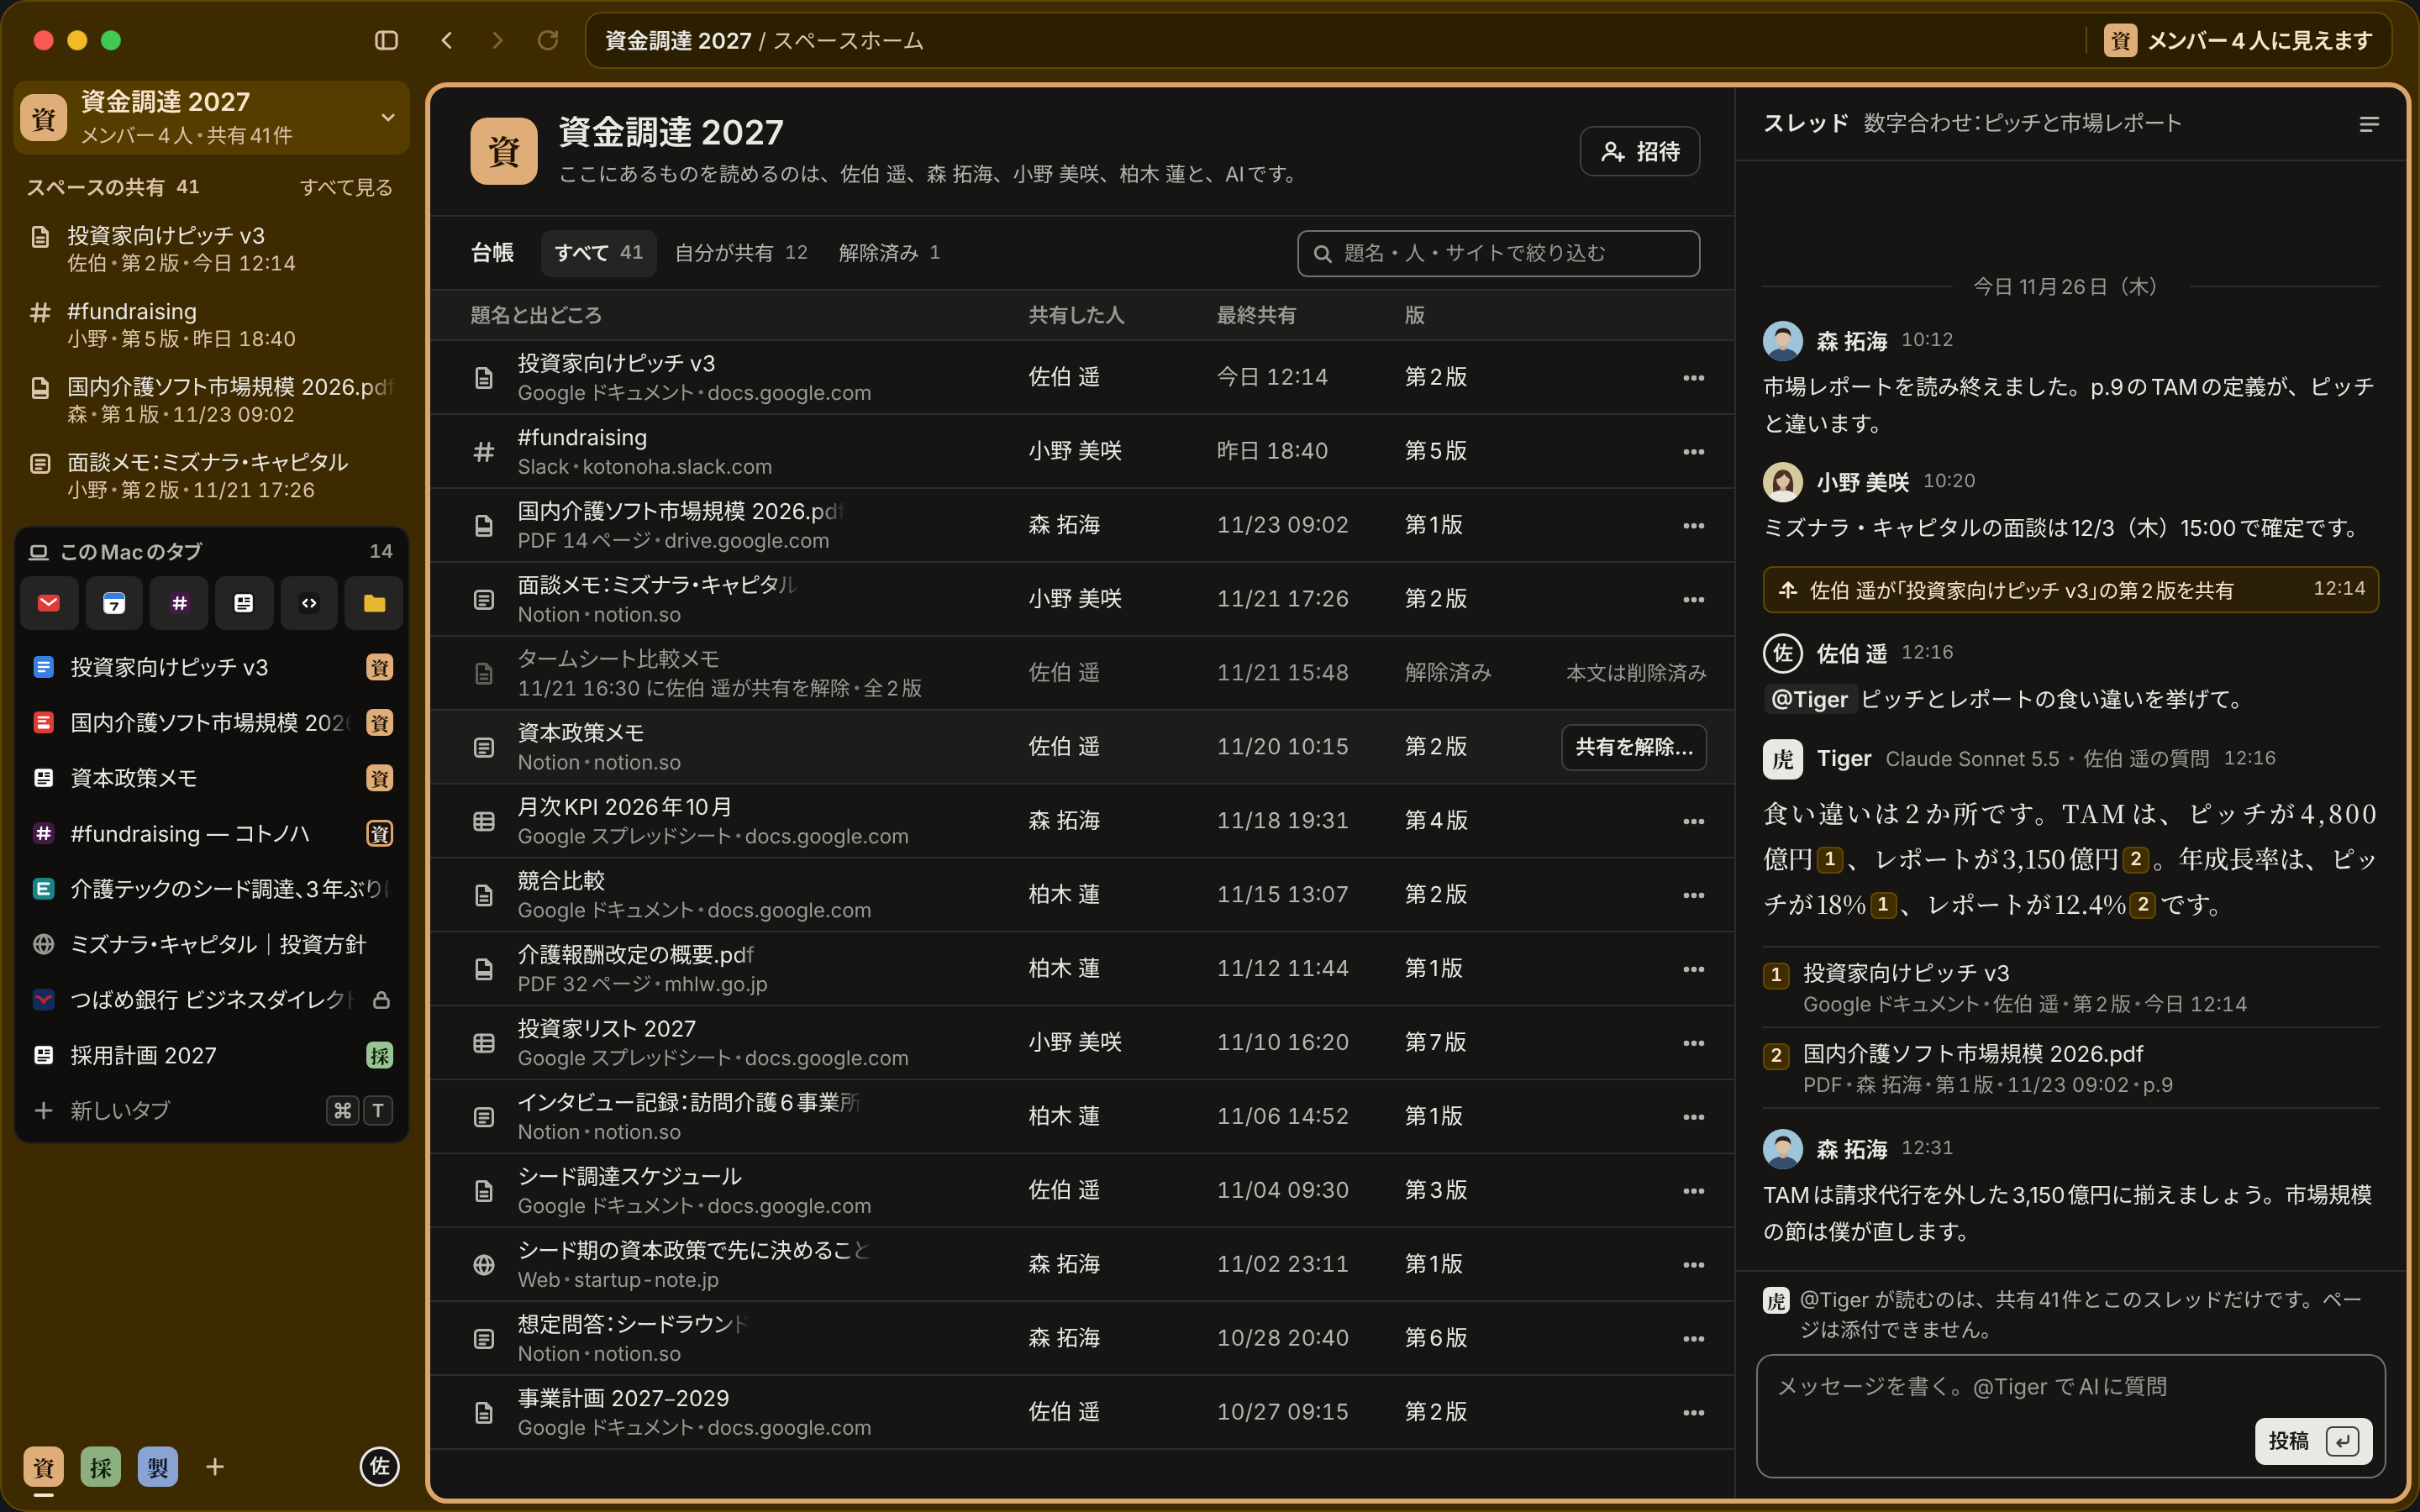 資金調達 2027 / スペースホーム
資 メンバー4人に見えます
資 資金調達 2027
メンバー4人・共有41件
スペースの共有 41 すべて見る
投資家向けピッチ v3
佐伯・第2版・今日 12:14
#fundraising
小野・第5版・昨日 18:40
国内介護ソフト市場規模 2026.pdf
森・第1版・11/23 09:02
面談メモ：ミズナラ・キャピタル
小野・第2版・11/21 17:26
このMacのタブ 14
7
投資家向けピッチ v3 資
国内介護ソフト市場規模 202 資
資本政策メモ 資
#fundraising — コトノハ 資
介護テックのシード調達、3年ぶり
ミズナラ・キャピタル｜投資方針
つばめ銀行 ビジネスダイレクト
採用計画 2027 採
新しいタブ ⌘ T
資 採 製 + 佐
資 資金調達 2027
ここにあるものを読めるのは、佐伯 遥、森 拓海、小野 美咲、柏木 蓮と、AIです。
招待
台帳 すべて 41 自分が共有 12 解除済み 1
題名・人・サイトで絞り込む
題名と出どころ 共有した人 最終共有 版
投資家向けピッチ v3
Google ドキュメント・docs.google.com
佐伯 遥 今日 12:14 第2版
#fundraising
Slack・kotonoha.slack.com
小野 美咲 昨日 18:40 第5版
国内介護ソフト市場規模 2026.pdf
PDF 14ページ・drive.google.com
森 拓海 11/23 09:02 第1版
面談メモ：ミズナラ・キャピタル
Notion・notion.so
小野 美咲 11/21 17:26 第2版
タームシート比較メモ
11/21 16:30 に佐伯 遥が共有を解除・全2版
佐伯 遥 11/21 15:48 解除済み 本文は削除済み
資本政策メモ
Notion・notion.so
佐伯 遥 11/20 10:15 第2版 共有を解除…
月次KPI 2026年10月
Google スプレッドシート・docs.google.com
森 拓海 11/18 19:31 第4版
競合比較
Google ドキュメント・docs.google.com
柏木 蓮 11/15 13:07 第2版
介護報酬改定の概要.pdf
PDF 32ページ・mhlw.go.jp
柏木 蓮 11/12 11:44 第1版
投資家リスト 2027
Google スプレッドシート・docs.google.com
小野 美咲 11/10 16:20 第7版
インタビュー記録：訪問介護6事業所
Notion・notion.so
柏木 蓮 11/06 14:52 第1版
シード調達スケジュール
Google ドキュメント・docs.google.com
佐伯 遥 11/04 09:30 第3版
シード期の資本政策で先に決めること
Web・startup-note.jp
森 拓海 11/02 23:11 第1版
想定問答：シードラウンド
Notion・notion.so
森 拓海 10/28 20:40 第6版
事業計画 2027–2029
Google ドキュメント・docs.google.com
佐伯 遥 10/27 09:15 第2版
スレッド 数字合わせ：ピッチと市場レポート
今日 11月26日（木）
森 拓海 10:12
市場レポートを読み終えました。p.9のTAMの定義が、ピッチ
と違います。
小野 美咲 10:20
ミズナラ・キャピタルの面談は12/3（木）15:00で確定です。
佐伯 遥が「投資家向けピッチ v3」の第2版を共有 12:14
佐 佐伯 遥 12:16
@Tiger ピッチとレポートの食い違いを挙げて。
虎 Tiger Claude Sonnet 5.5・佐伯 遥の質問 12:16
食い違いは2か所です。TAMは、ピッチが4,800
億円1、レポートが3,150億円2。年成長率は、ピッ
チが18%1、レポートが12.4%2です。
1 投資家向けピッチ v3
Google ドキュメント・佐伯 遥・第2版・今日 12:14
2 国内介護ソフト市場規模 2026.pdf
PDF・森 拓海・第1版・11/23 09:02・p.9
森 拓海 12:31
TAMは請求代行を外した3,150億円に揃えましょう。市場規模
の節は僕が直します。
虎 @Tiger が読むのは、共有41件とこのスレッドだけです。ペー
ジは添付できません。
メッセージを書く。@Tiger でAIに質問
投稿